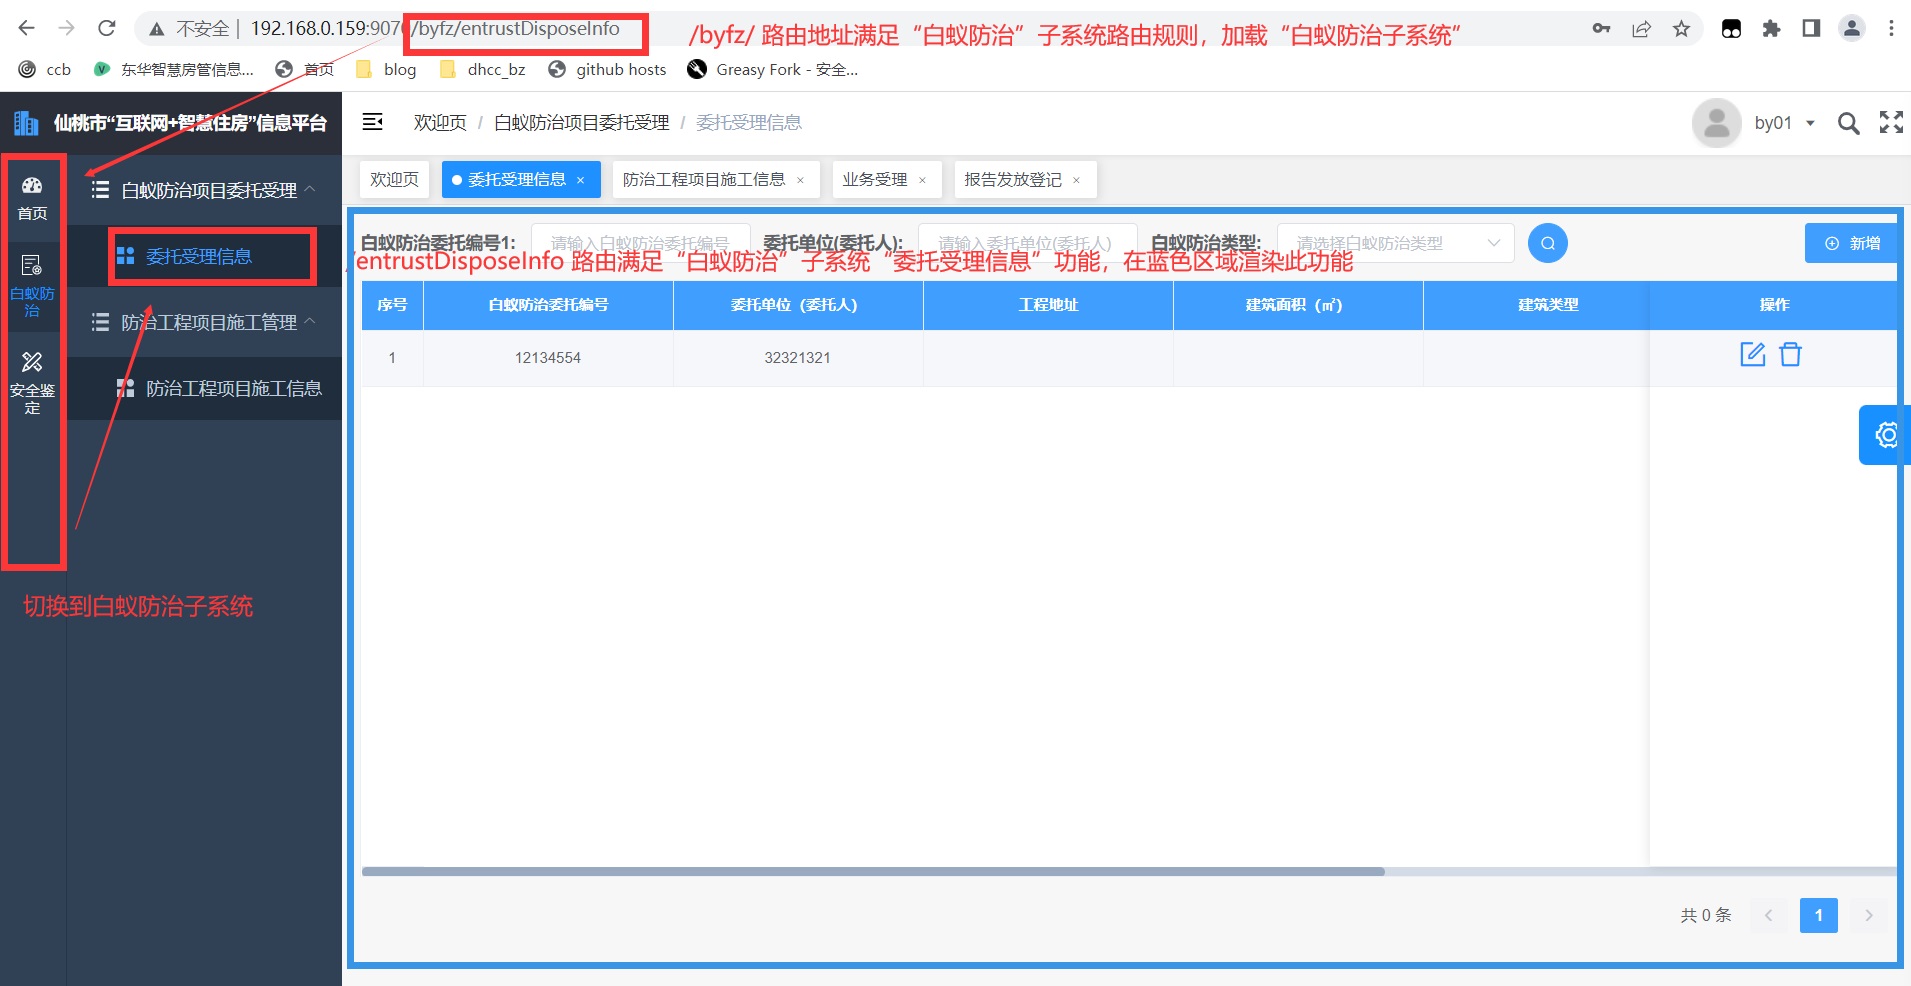 不安全 | 192.168.0.159:907 /byfz/entrustDisposeInfo
/byfz/ 路由地址满足“白蚁防治”子系统路由规则，加载“白蚁防治子系统”
ccb 东华智慧房管信息... 首页 blog dhcc_bz github hosts Greasy Fork - 安全...
仙桃市“互联网+智慧住房”信息平台
欢迎页 / 白蚁防治项目委托受理 / 委托受理信息
by01
首页
白蚁防治
安全鉴定
白蚁防治项目委托受理
委托受理信息
防治工程项目施工管理
防治工程项目施工信息
切换到白蚁防治子系统
欢迎页 委托受理信息 × 防治工程项目施工信息 × 业务受理 × 报告发放登记 ×
白蚁防治委托编号1: 请输入白蚁防治委托编号 委托单位(委托人): 请输入委托单位(委托人) 白蚁防治类型: 请选择白蚁防治类型 新增
/entrustDisposeInfo 路由满足“白蚁防治”子系统“委托受理信息”功能，在蓝色区域渲染此功能
序号 白蚁防治委托编号 委托单位（委托人） 工程地址 建筑面积（㎡） 建筑类型 操作
1 12134554 32321321
共 0 条 1